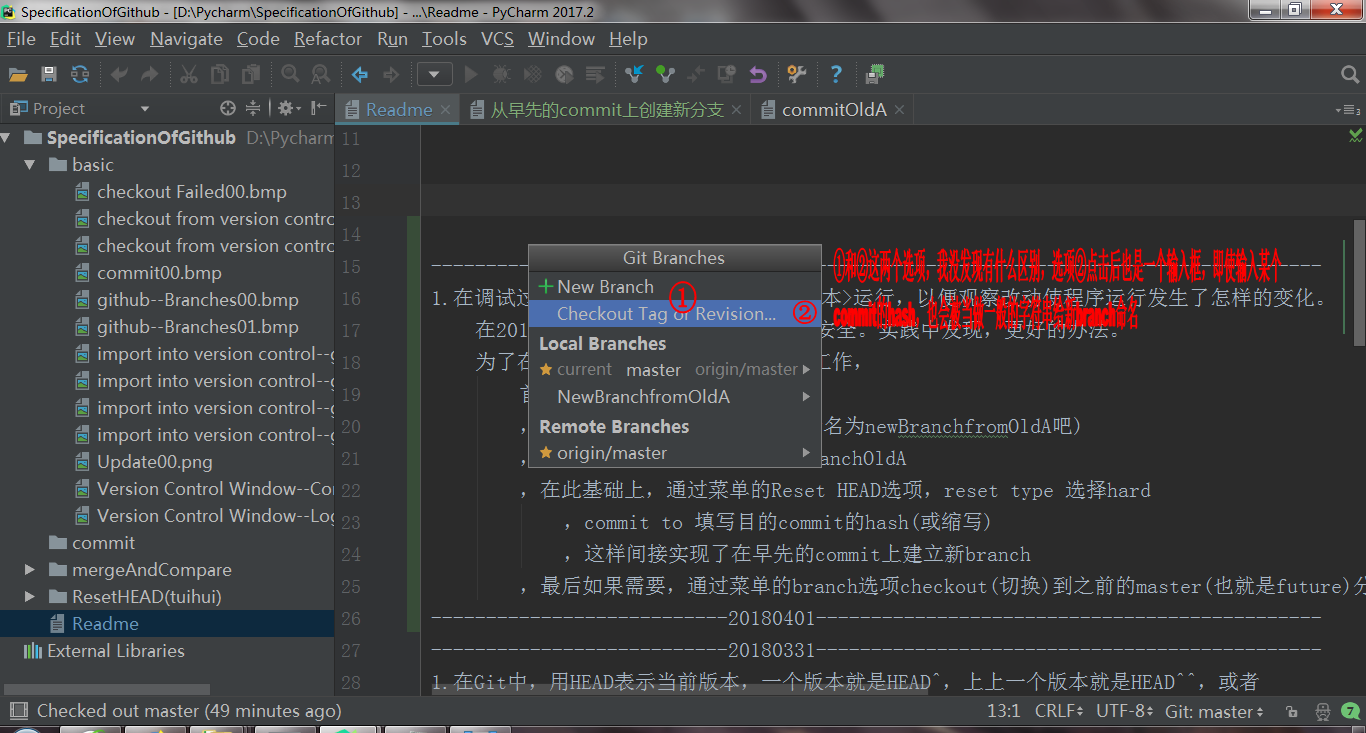 SpecificationOfGithub - [D:\Pycharm\SpecificationOfGithub] - ...\Readme - PyCharm 2017.2
File Edit View Navigate Code Refactor Run Tools VCS Window Help
Project
Readme
从早先的commit上创建新分支
commitOldA
SpecificationOfGithub D:\Pycharm
basic
checkout Failed00.bmp
checkout from version contro
checkout from version contro
commit00.bmp
github--Branches00.bmp
github--Branches01.bmp
import into version control--g
import into version control--g
import into version control--g
import into version control--g
Update00.png
Version Control Window--Co
Version Control Window--Log
commit
mergeAndCompare
ResetHEAD(tuihui)
Readme
External Libraries
11
12
13
14
15
16 1.在调试过 本>运行，以便观察改动使程序运行发生了怎样的变化。
17 在201 安全。实践中发现，更好的办法。
18 为了在 工作，
19
20 , 名为newBranchfromOldA吧)
21 , anchOldA
22 , 在此基础上，通过菜单的Reset HEAD选项，reset type 选择hard
23 , commit to 填写目的commit的hash(或缩写)
24 , 这样间接实现了在早先的commit上建立新branch
25 , 最后如果需要，通过菜单的branch选项checkout(切换)到之前的master(也就是future)分
26 ---------------------------20180401----------------------------------------------
27 ---------------------------20180331----------------------------------------------
28 1.在Git中，用HEAD表示当前版本，一个版本就是HEAD^，上上一个版本就是HEAD^^，或者
Git Branches
New Branch
①
Checkout Tag or Revision... ②
Local Branches
current master origin/master
NewBranchfromOldA
Remote Branches
origin/master
①和②这两个选项，我没发现有什么区别，选项②点击后也是一个输入框，即使输入某个
commit的hash，也会被当做一般的字符串给新branch命名
Checked out master (49 minutes ago)
13:1 CRLF UTF-8 Git: master 7